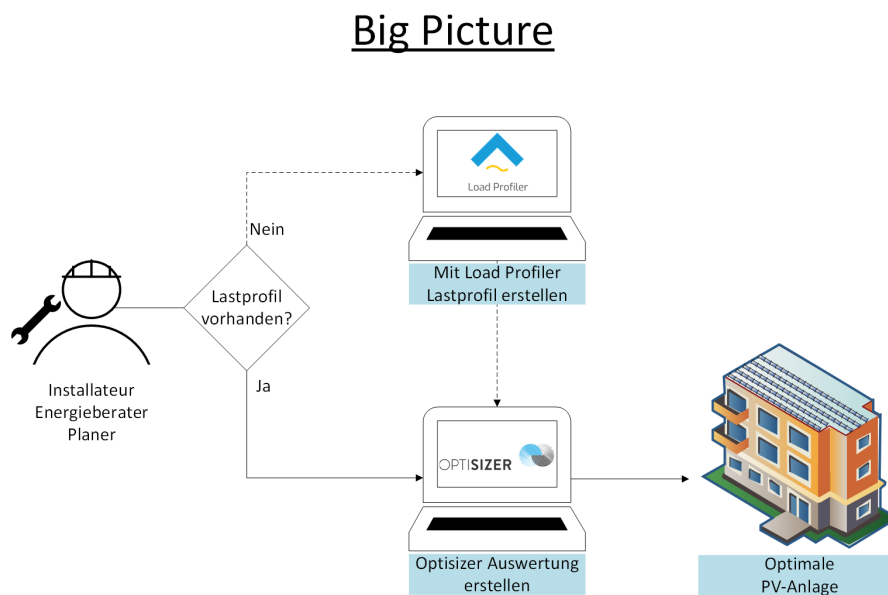 Big Picture
Load Profiler
Nein
Mit Load Profiler
Lastprofil erstellen
Lastprofil
vorhanden?
Installateur
Energieberater
Planer
Ja
OPTISIZER
Optisizer Auswertung
erstellen
Optimale
PV-Anlage